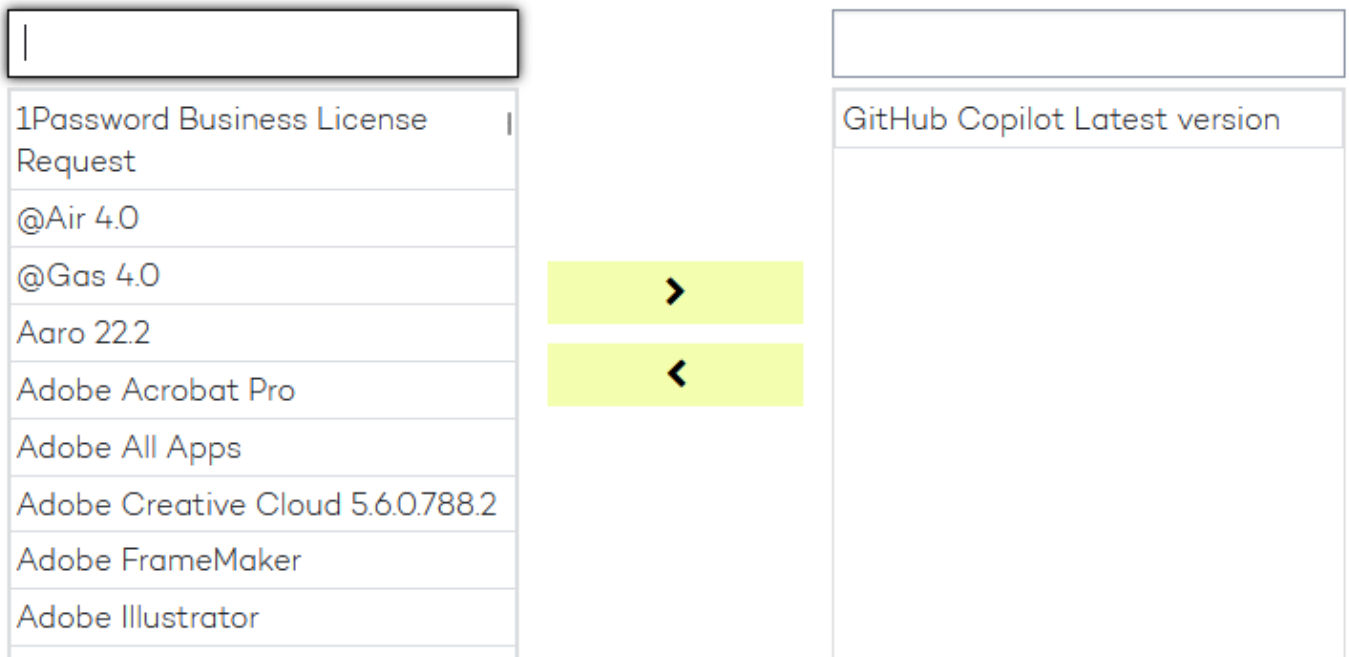 1Password Business License
Request
@Air 4.0
@Gas 4.0
Aaro 22.2
Adobe Acrobat Pro
Adobe All Apps
Adobe Creative Cloud 5.6.0.788.2
Adobe FrameMaker
Adobe Illustrator
GitHub Copilot Latest version